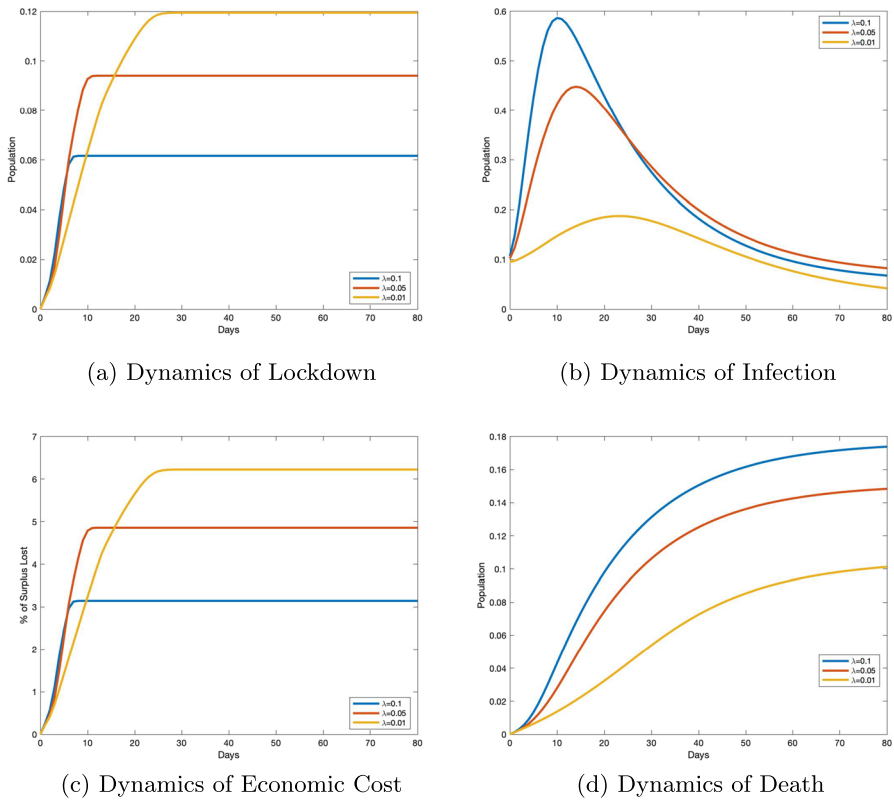 0.12
0.1
0.08
0.06
0.04
0.02
0
Population
λ=0.1
λ=0.05
λ=0.01
0 10 20 30 40 50 60 70 80
Days
(a) Dynamics of Lockdown
0.6
0.5
0.4
0.3
0.2
0.1
0
Population
λ=0.1
λ=0.05
λ=0.01
0 10 20 30 40 50 60 70 80
Days
(b) Dynamics of Infection
7
6
5
4
3
2
1
0
% of Surplus Lost
λ=0.1
λ=0.05
λ=0.01
0 10 20 30 40 50 60 70 80
Days
(c) Dynamics of Economic Cost
0.18
0.16
0.14
0.12
0.1
0.08
0.06
0.04
0.02
0
Population
λ=0.1
λ=0.05
λ=0.01
0 10 20 30 40 50 60 70 80
Days
(d) Dynamics of Death